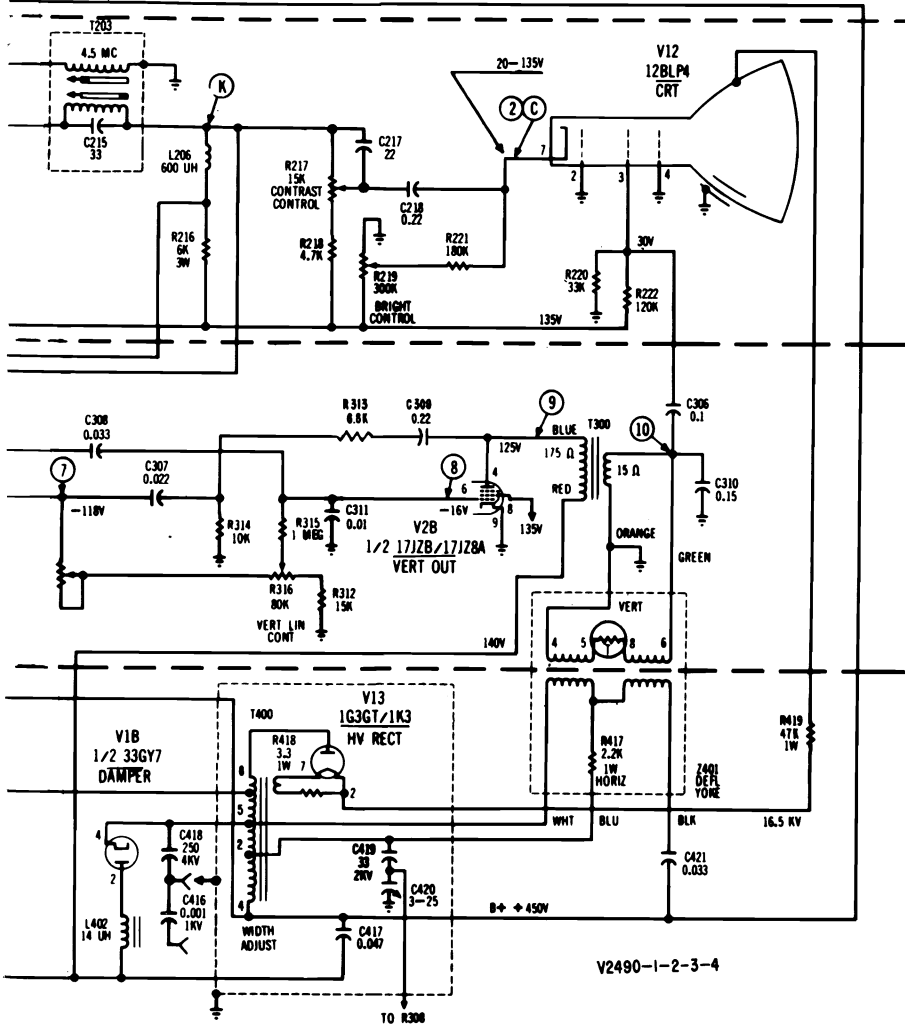 T203
4.5 MC
C215
33
K
L206
600 UH
R216
6K
3W
R217
15K
CONTRAST
CONTROL
R218
4.7K
C217
22
C218
0.22
R219
300K
BRIGHT
CONTROL
R221
180K
20-135V
2
C
7
V12
12BLP4
CRT
2
3
4
30V
R220
33K
R222
120K
135V
C306
0.1
C308
0.033
7
-118V
C307
0.022
R313
6.8K
C309
0.22
R314
10K
R315
1 MEG
C311
0.01
R316
80K
R312
15K
VERT LIN
CONT
8
-16V
6
4
8
9
125V
135V
V2B
1/2 17JZB/17JZ8A
VERT OUT
9
BLUE
T300
175 Ω
15 Ω
RED
10
C310
0.15
ORANGE
GREEN
140V
VERT
4
5
8
6
V1B
1/2 33GY7
DAMPER
4
2
L402
14 UH
C418
250
4KV
C416
0.001
1KV
T400
6
5
2
4
WIDTH
ADJUST
R418
3.3
1W
7
2
V13
1G3GT/1K3
HV RECT
C419
33
2KV
C420
3-25
C417
0.047
TO R308
R417
2.2K
1W
HORIZ
Z401
DEFL
YOKE
WHT
BLU
BLK
16.5 KV
R419
47K
1W
C421
0.033
B+ +450V
V2490-1-2-3-4